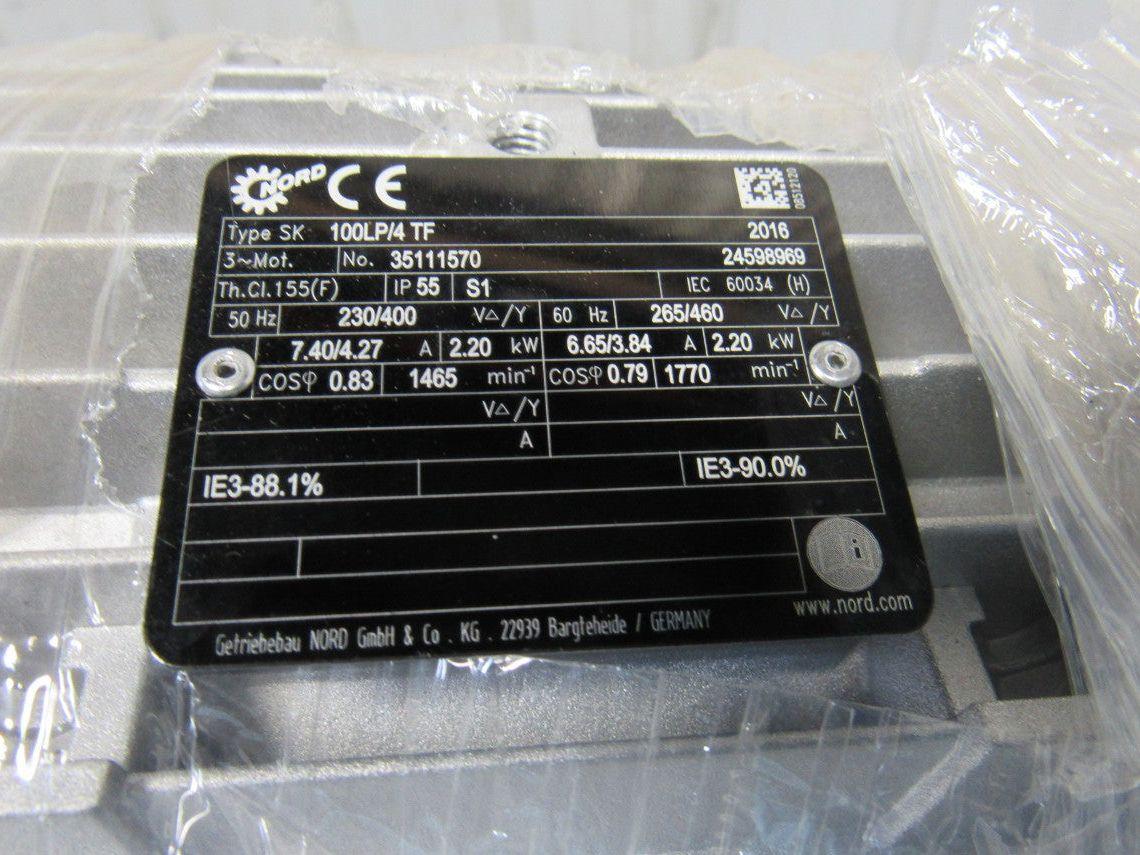 NORD CE
08512120
Type SK 100LP/4 TF 2016
3~Mot. No. 35111570 24598969
Th.Cl.155(F) IP 55 S1 IEC 60034 (H)
50 Hz 230/400 V△/Y 60 Hz 265/460 V△/Y
7.40/4.27 A 2.20 kW 6.65/3.84 A 2.20 kW
COSφ 0.83 1465 min⁻¹ COSφ 0.79 1770 min⁻¹
V△/Y V△/Y
A A
IE3-88.1% IE3-90.0%
i
www.nord.com
Getriebebau NORD GmbH & Co . KG . 22939 Bargteheide / GERMANY